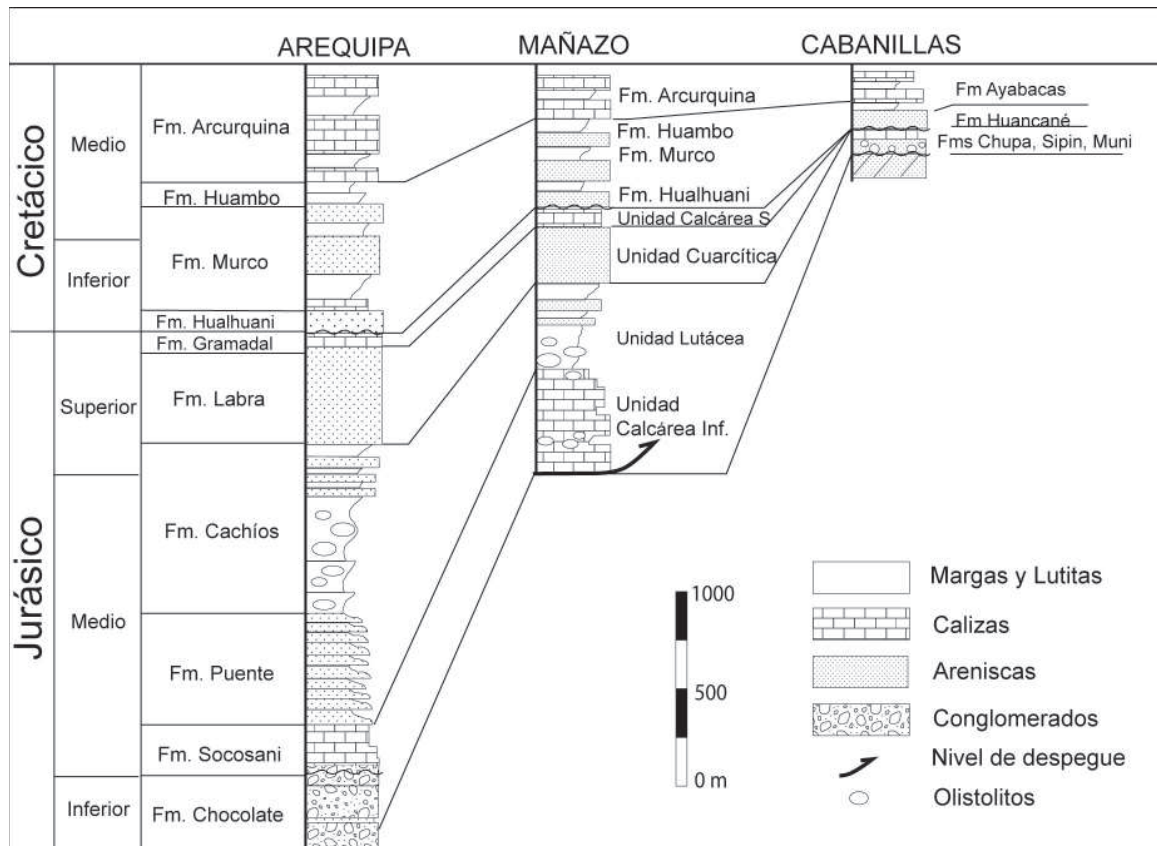 AREQUIPA
MAÑAZO
CABANILLAS
Cretácico
Medio
Inferior
Jurásico
Superior
Medio
Inferior
Fm. Arcurquina
Fm. Huambo
Fm. Murco
Fm. Hualhuani
Fm. Gramadal
Fm. Labra
Fm. Cachíos
Fm. Puente
Fm. Socosani
Fm. Chocolate
Fm. Arcurquina
Fm. Huambo
Fm. Murco
Fm. Hualhuani
Unidad Calcárea S
Unidad Cuarcítica
Unidad Lutácea
Unidad
Calcárea Inf.
Fm Ayabacas
Fm Huancané
Fms Chupa, Sipin, Muni
1000
500
0 m
Margas y Lutitas
Calizas
Areniscas
Conglomerados
Nivel de despegue
Olistolitos